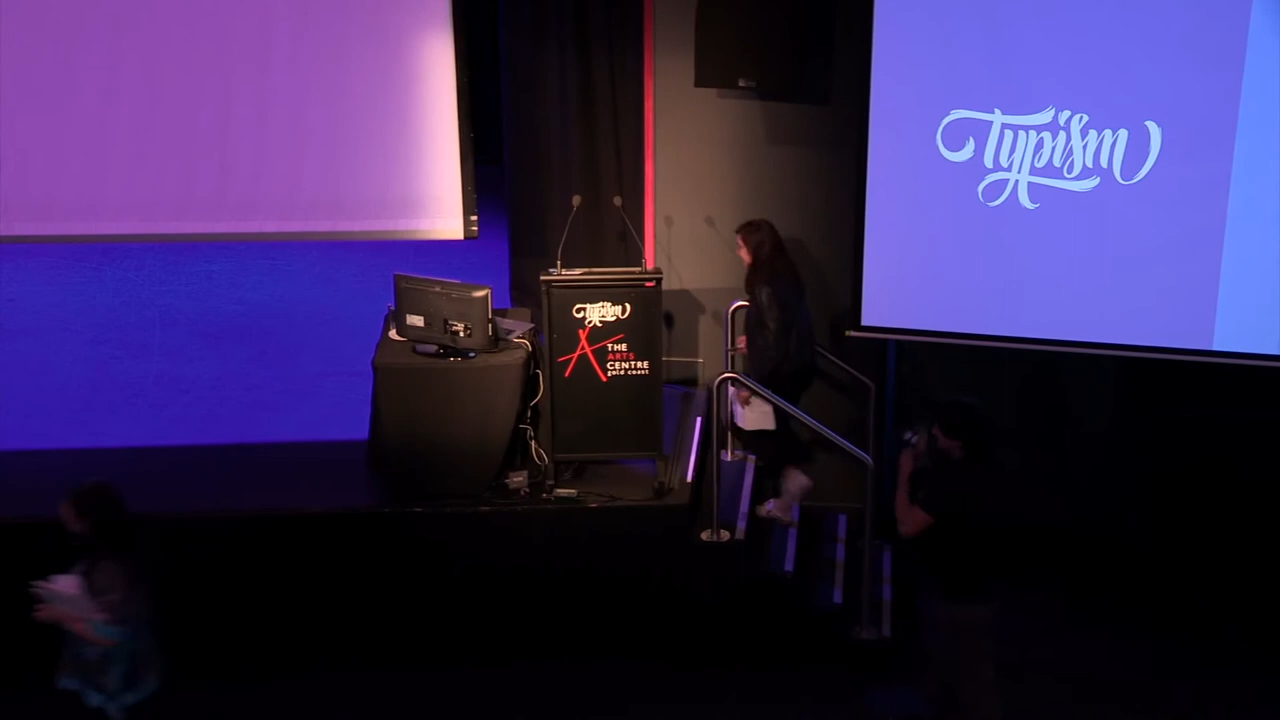 Typism
Typism
THE
ARTS
CENTRE
gold coast